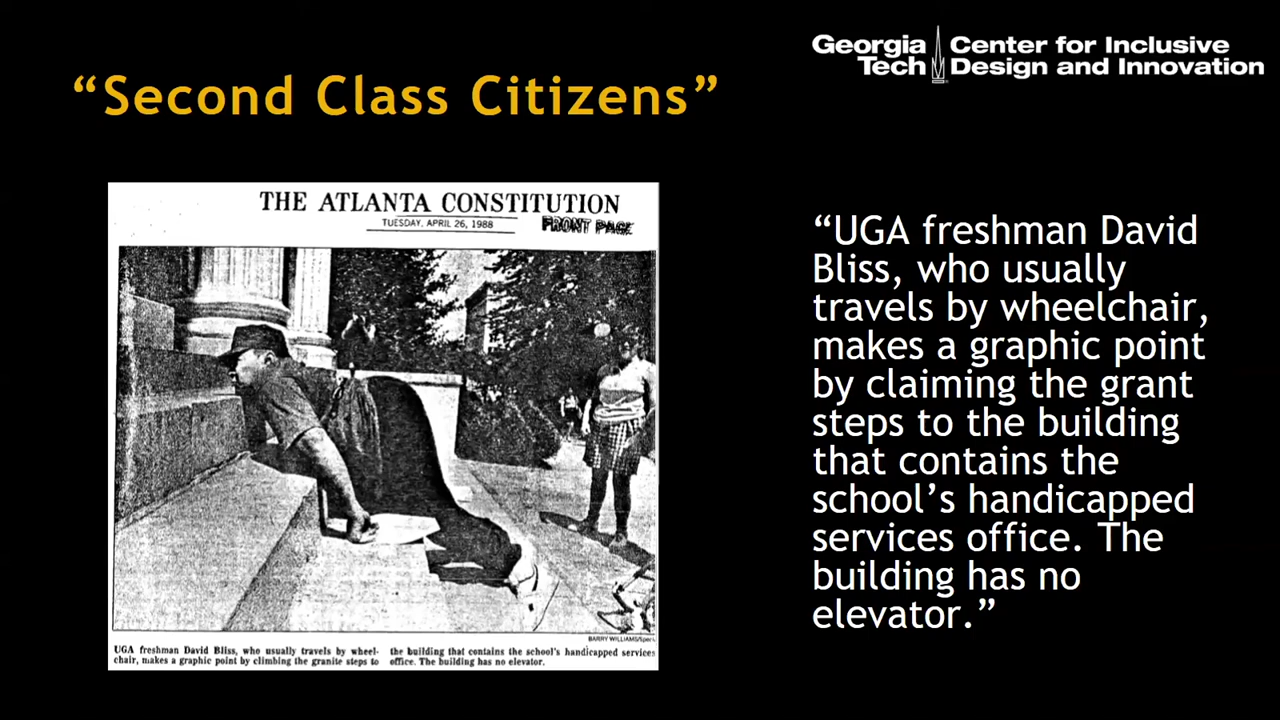 Georgia Tech
Center for Inclusive
Design and Innovation
“Second Class Citizens”
THE ATLANTA CONSTITUTION
TUESDAY, APRIL 26, 1988
FRONT PAGE
BARRY WILLIAMS/
UGA freshman David Bliss, who usually travels by wheel-
chair, makes a graphic point by climbing the granite steps to
the building that contains the school's handicapped services
office. The building has no elevator.
“UGA freshman David
Bliss, who usually
travels by wheelchair,
makes a graphic point
by claiming the grant
steps to the building
that contains the
school’s handicapped
services office. The
building has no
elevator.”